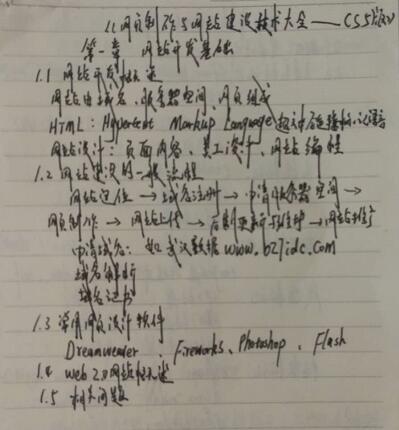 《网页制作与网站建设技术大全——CS5版》
第一章 网站开发基础
1.1 网站开发概述
网站由域名、服务器空间、网页组成
HTML：Hypertext Markup Language 超文本标记语言
网站设计：页面内容、美工设计、网站编程
1.2 网站建设的一般流程
网站定位 → 域名注册 → 申请服务器空间 →
网页制作 → 网站上传 → 后期更新与维护 → 网站推广
申请域名：如武汉数据 www.b27idc.com
域名解析
域名证书
1.3 常用网页设计软件
Dreamweader、Fireworks、Photoshop、Flash
1.4 Web 2.0网站概述
1.5 相关问题